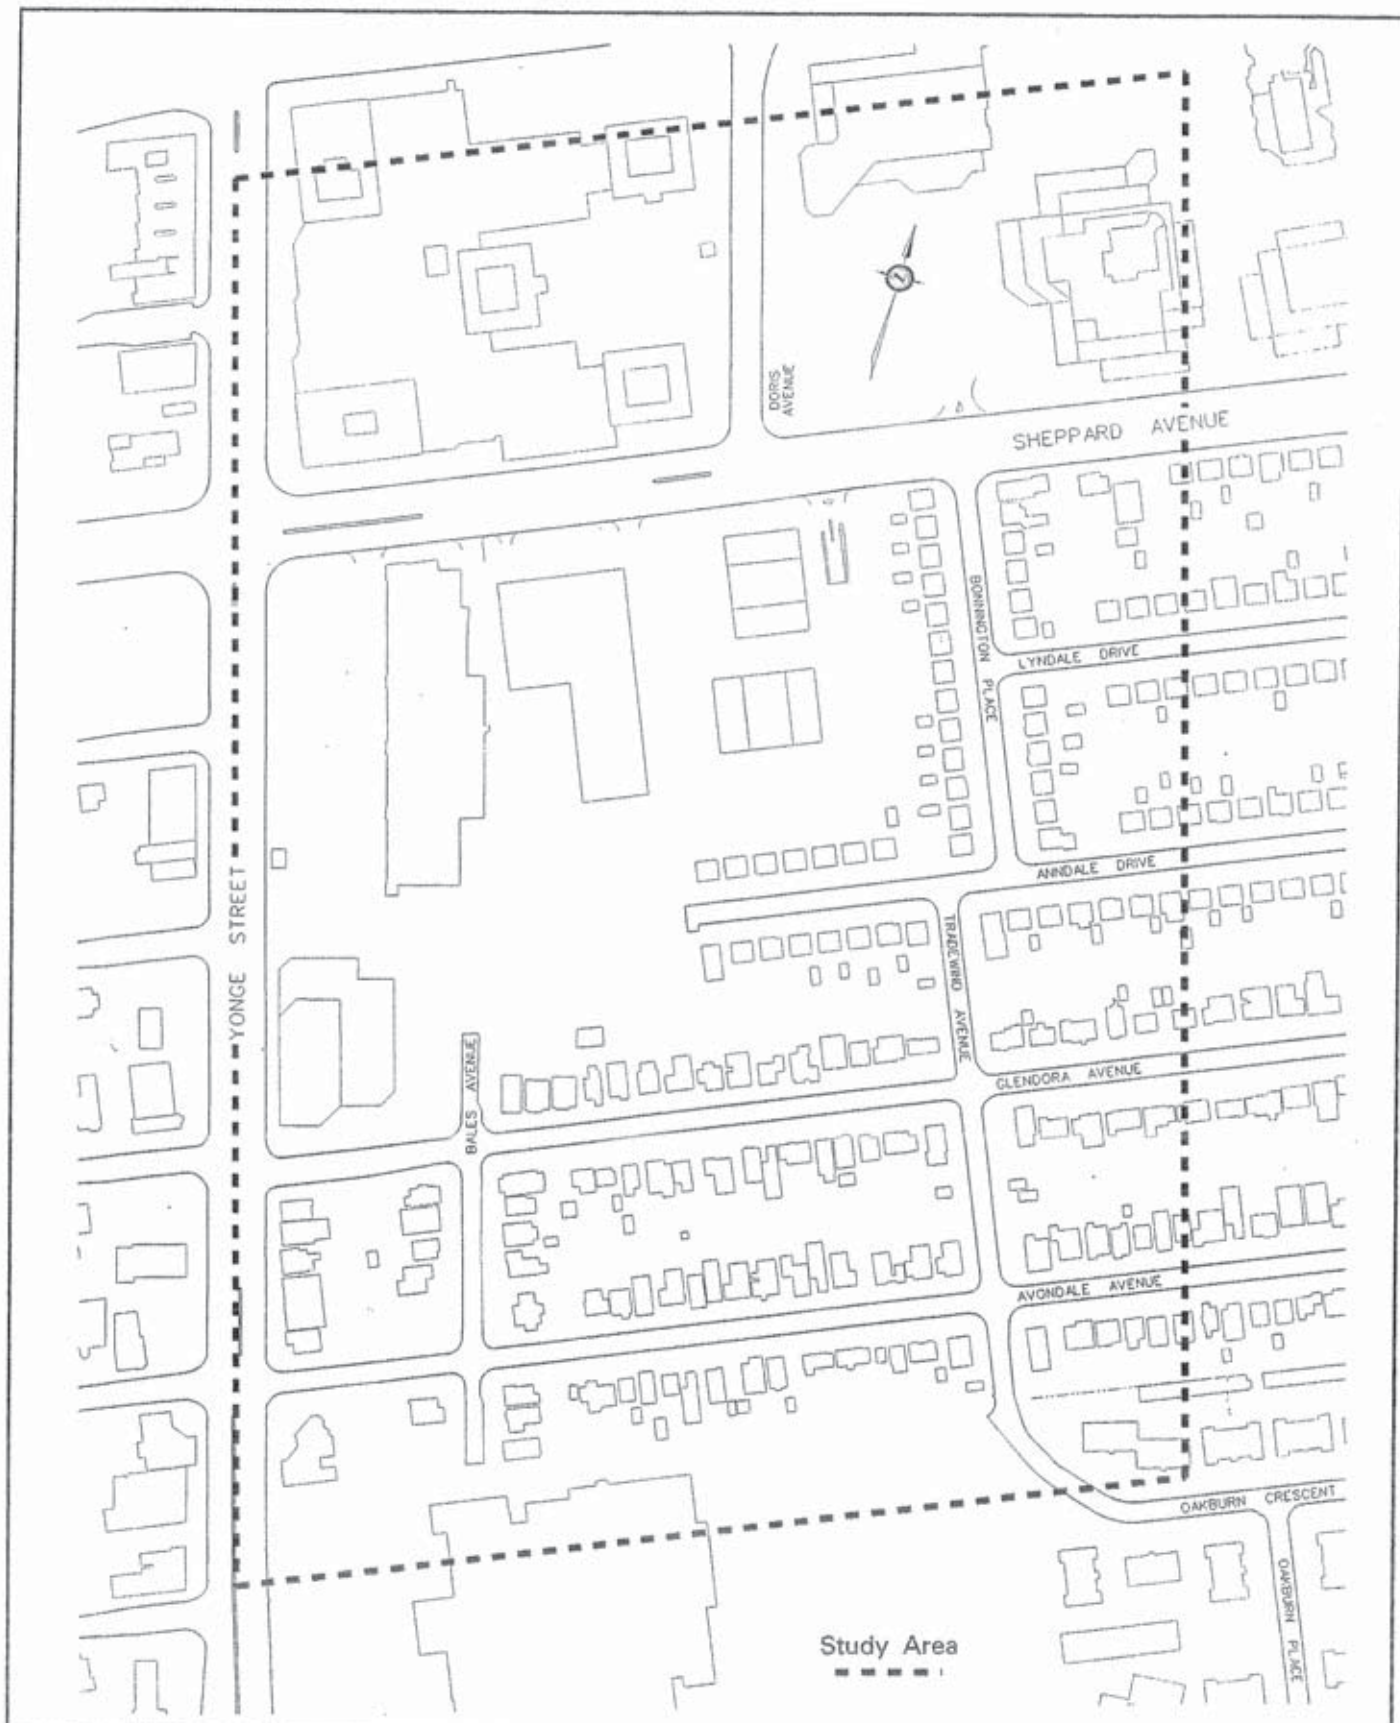 DORIS
AVENUE
SHEPPARD AVENUE
BONNINGTON PLACE
LYNDALE DRIVE
ANNDALE DRIVE
YONGE STREET
TRADEWIND AVENUE
BALES AVENUE
GLENDORA AVENUE
AVONDALE AVENUE
OAKBURN CRESCENT
OAKBURN PLACE
Study Area